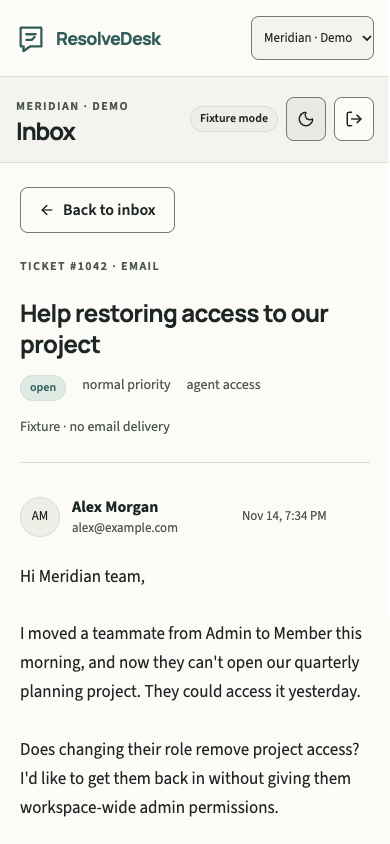 ResolveDesk
Meridian · Demo
MERIDIAN · DEMO
Inbox
Fixture mode
Back to inbox
TICKET #1042 · EMAIL
Help restoring access to our
project
open normal priority agent access
Fixture · no email delivery
AM
Alex Morgan
alex@example.com
Nov 14, 7:34 PM
Hi Meridian team,
I moved a teammate from Admin to Member this
morning, and now they can't open our quarterly
planning project. They could access it yesterday.
Does changing their role remove project access?
I'd like to get them back in without giving them
workspace-wide admin permissions.